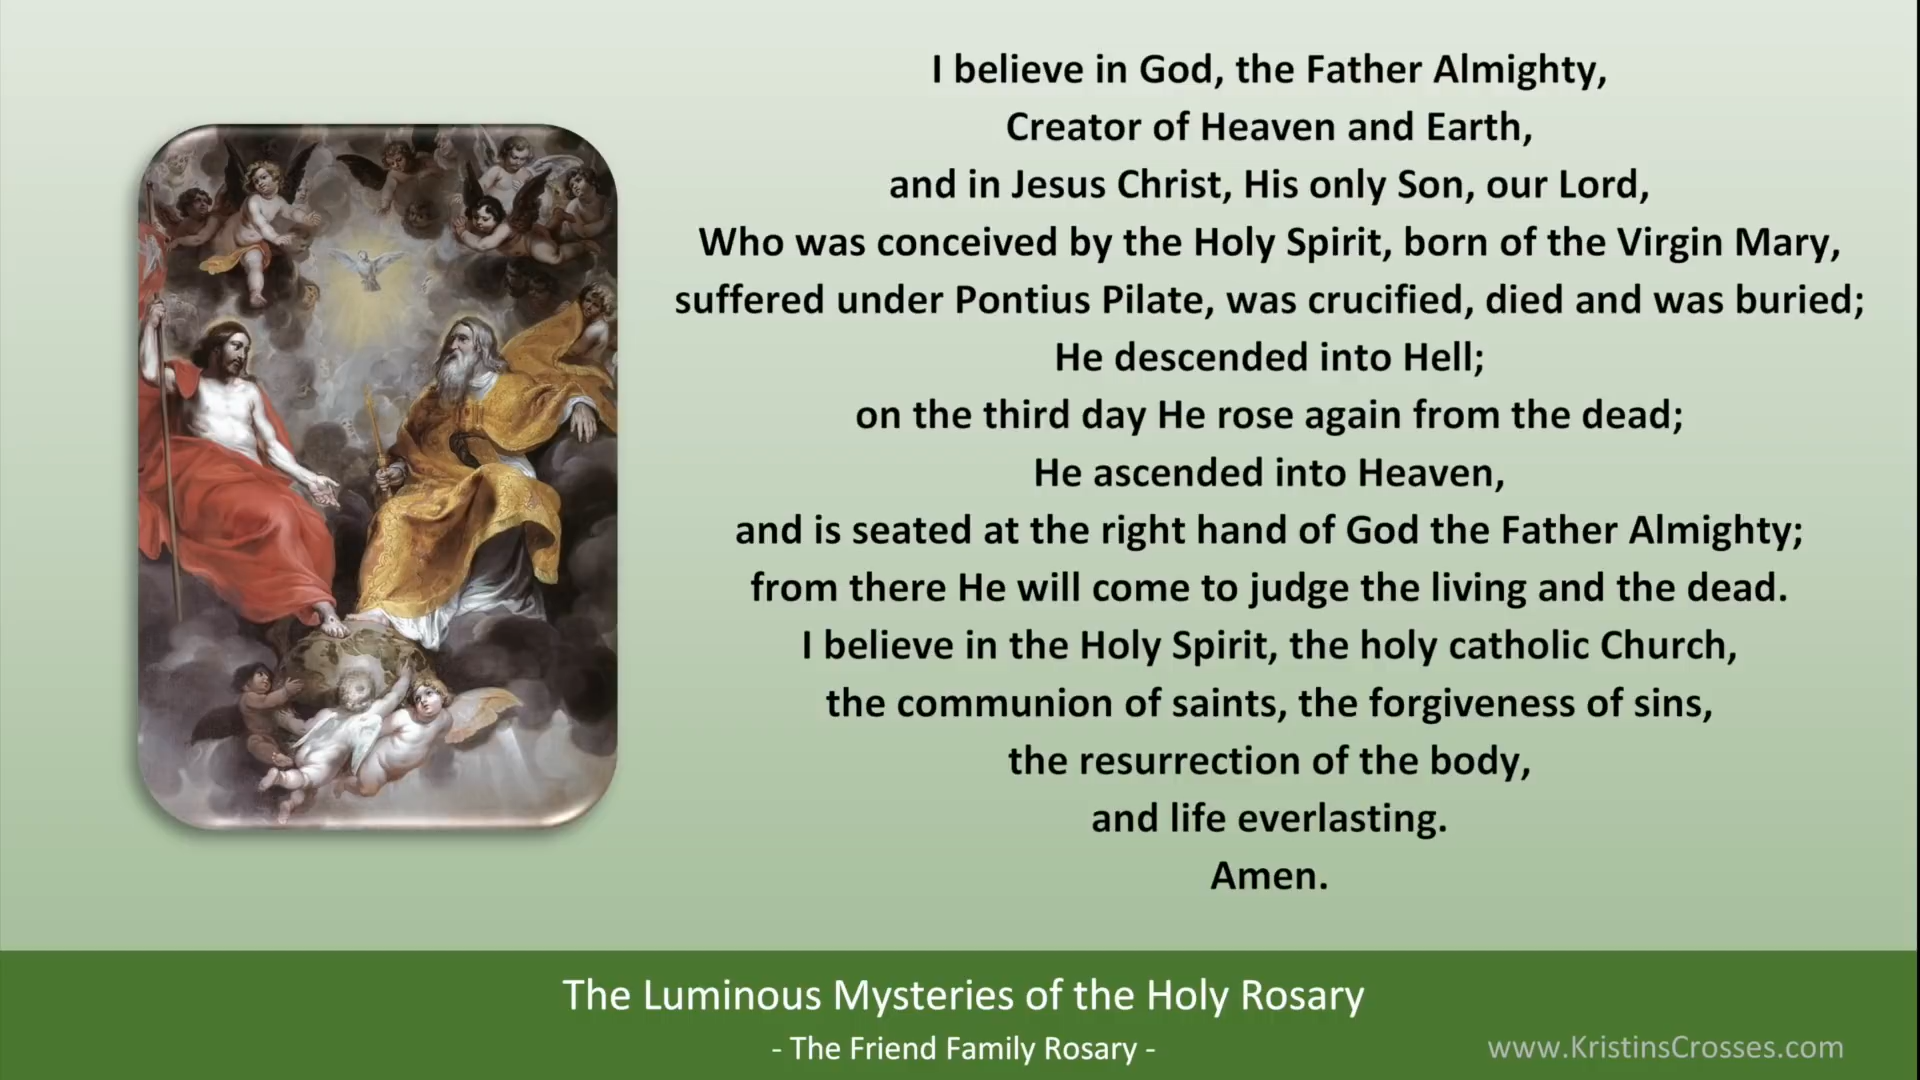 I believe in God, the Father Almighty,
Creator of Heaven and Earth,
and in Jesus Christ, His only Son, our Lord,
Who was conceived by the Holy Spirit, born of the Virgin Mary,
suffered under Pontius Pilate, was crucified, died and was buried;
He descended into Hell;
on the third day He rose again from the dead;
He ascended into Heaven,
and is seated at the right hand of God the Father Almighty;
from there He will come to judge the living and the dead.
I believe in the Holy Spirit, the holy catholic Church,
the communion of saints, the forgiveness of sins,
the resurrection of the body,
and life everlasting.
Amen.
The Luminous Mysteries of the Holy Rosary
- The Friend Family Rosary -
www.KristinsCrosses.com